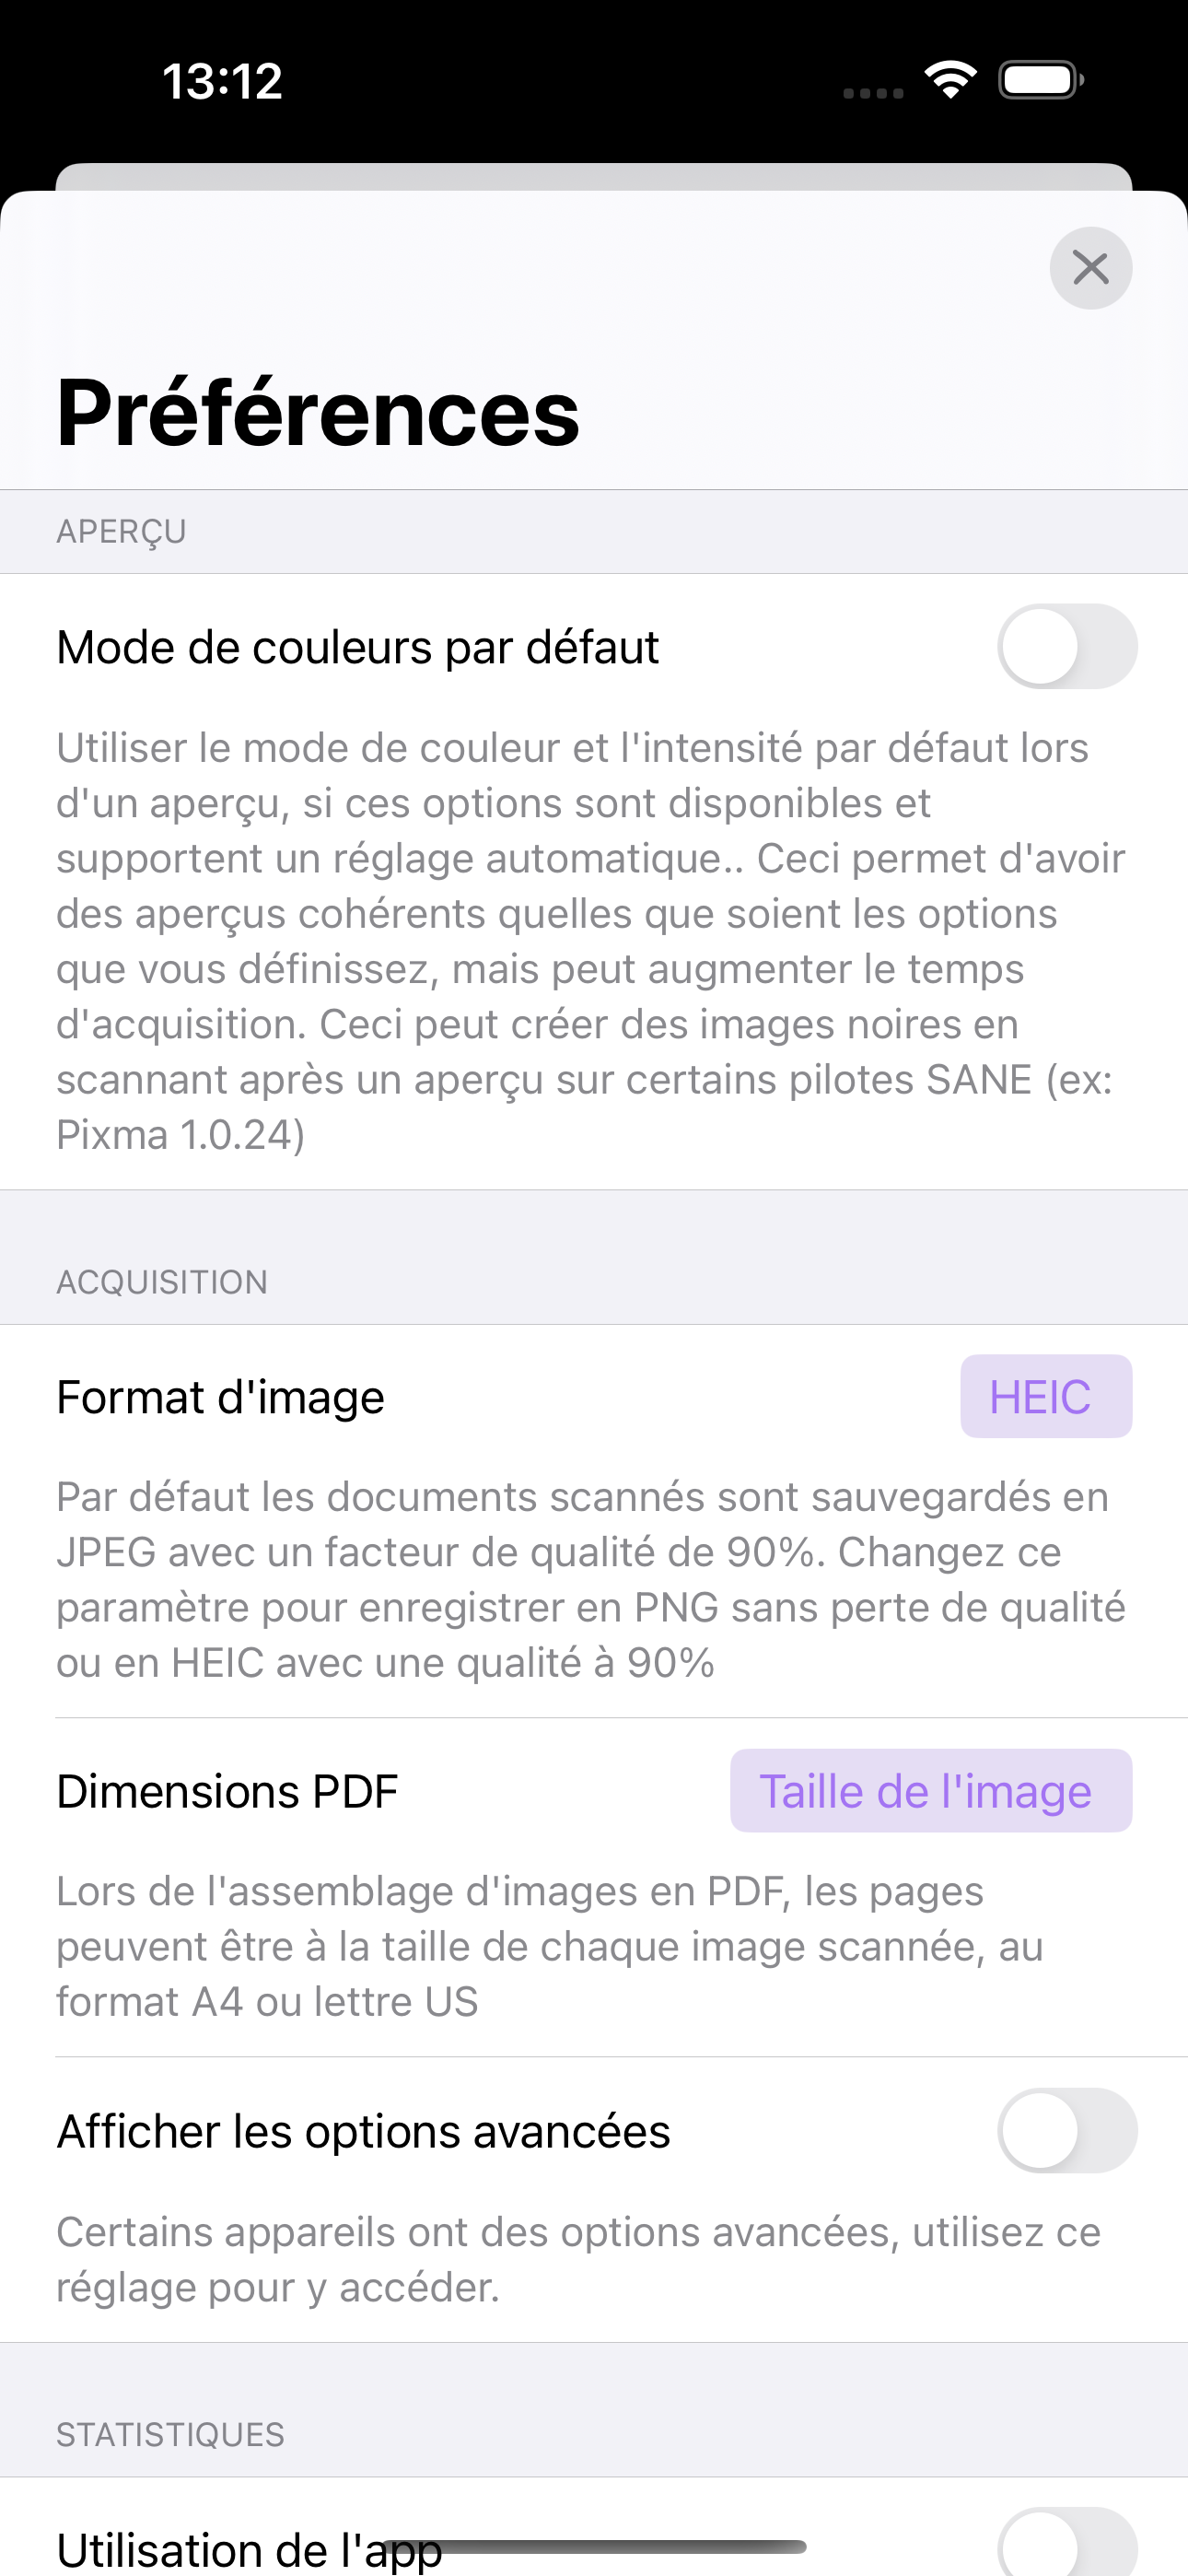 13:12
Préférences
APERÇU
Mode de couleurs par défaut
Utiliser le mode de couleur et l'intensité par défaut lors
d'un aperçu, si ces options sont disponibles et
supportent un réglage automatique.. Ceci permet d'avoir
des aperçus cohérents quelles que soient les options
que vous définissez, mais peut augmenter le temps
d'acquisition. Ceci peut créer des images noires en
scannant après un aperçu sur certains pilotes SANE (ex:
Pixma 1.0.24)
ACQUISITION
Format d'image
HEIC
Par défaut les documents scannés sont sauvegardés en
JPEG avec un facteur de qualité de 90%. Changez ce
paramètre pour enregistrer en PNG sans perte de qualité
ou en HEIC avec une qualité à 90%
Dimensions PDF
Taille de l'image
Lors de l'assemblage d'images en PDF, les pages
peuvent être à la taille de chaque image scannée, au
format A4 ou lettre US
Afficher les options avancées
Certains appareils ont des options avancées, utilisez ce
réglage pour y accéder.
STATISTIQUES
Utilisation de l'app